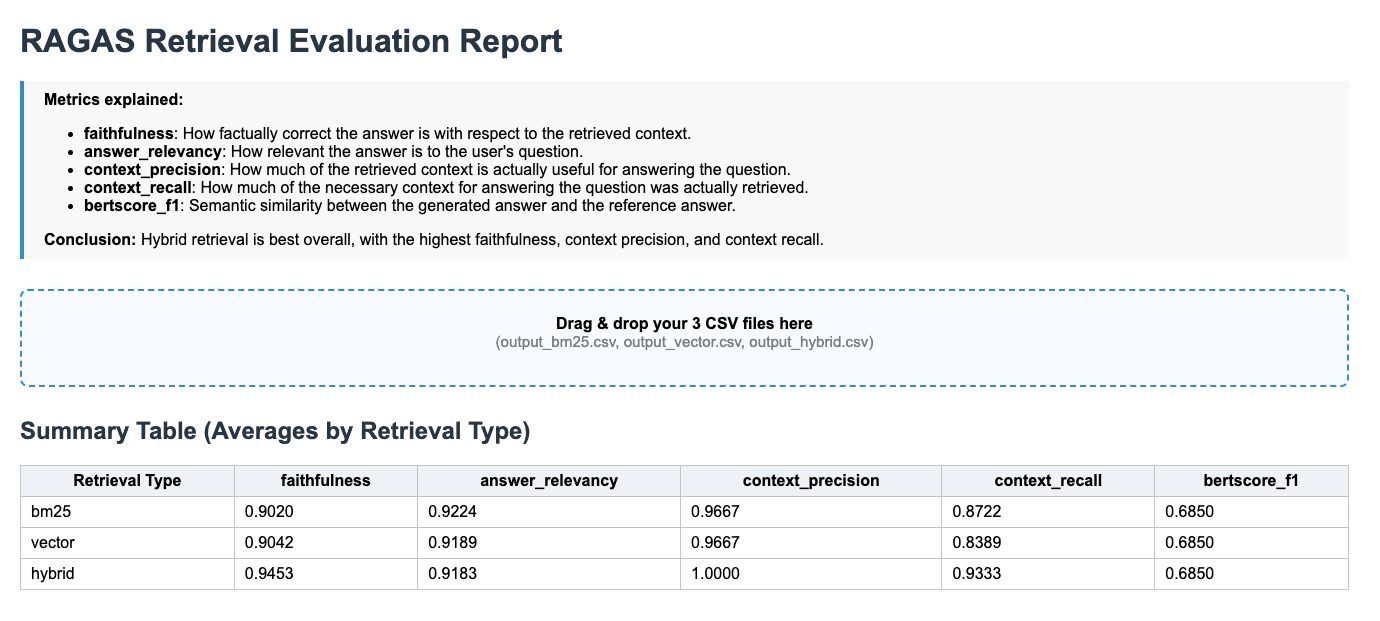 RAGAS Retrieval Evaluation Report
Metrics explained:
• faithfulness: How factually correct the answer is with respect to the retrieved context.
• answer_relevancy: How relevant the answer is to the user's question.
• context_precision: How much of the retrieved context is actually useful for answering the question.
• context_recall: How much of the necessary context for answering the question was actually retrieved.
• bertscore_f1: Semantic similarity between the generated answer and the reference answer.
Conclusion: Hybrid retrieval is best overall, with the highest faithfulness, context precision, and context recall.
Drag & drop your 3 CSV files here
(output_bm25.csv, output_vector.csv, output_hybrid.csv)
Summary Table (Averages by Retrieval Type)
Retrieval Type faithfulness answer_relevancy context_precision context_recall bertscore_f1
bm25 0.9020 0.9224 0.9667 0.8722 0.6850
vector 0.9042 0.9189 0.9667 0.8389 0.6850
hybrid 0.9453 0.9183 1.0000 0.9333 0.6850